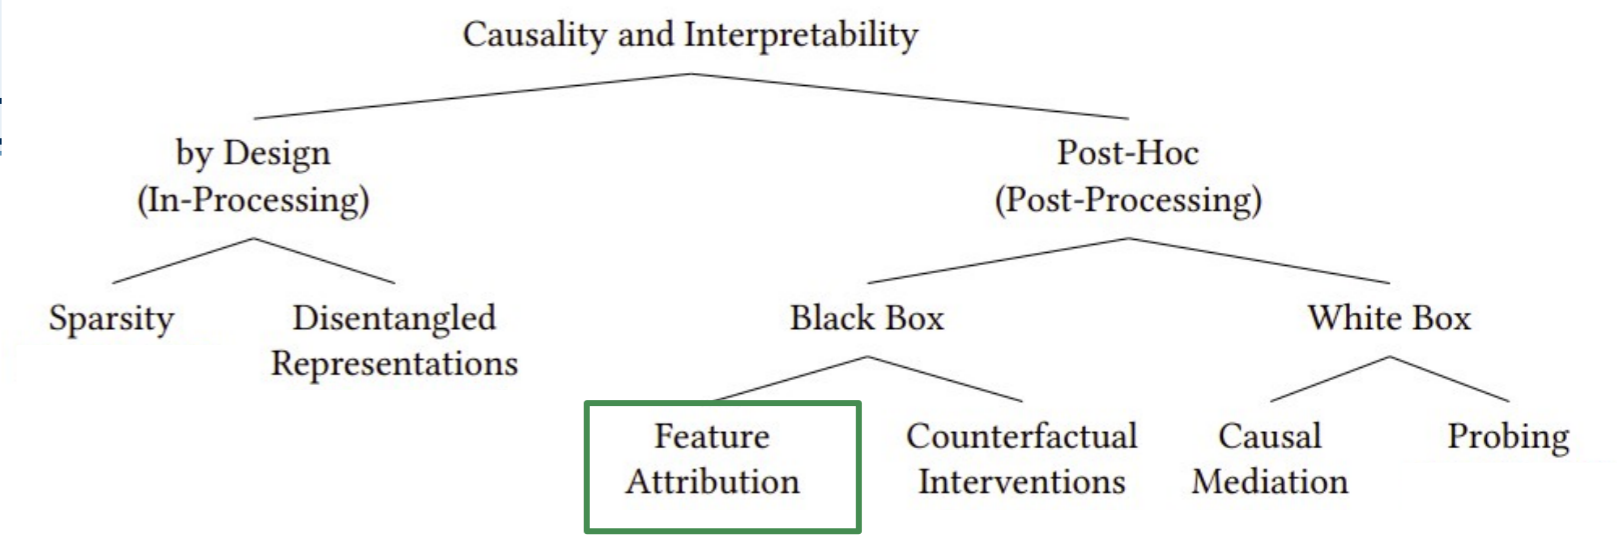 Causality and Interpretability
by Design
(In-Processing)
Post-Hoc
(Post-Processing)
Sparsity
Disentangled
Representations
Black Box
White Box
Feature
Attribution
Counterfactual
Interventions
Causal
Mediation
Probing